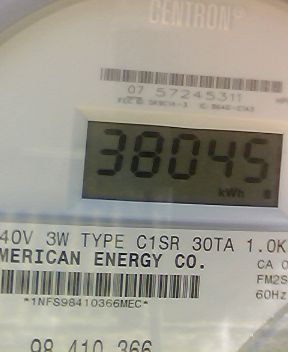 CENTRON®
07 57245311
38045
kWh
40V 3W TYPE C1SR 30TA 1.0K
MERICAN ENERGY CO.
CA 0
FM2S
60Hz
*1NFS98410366MEC*
98 410 366